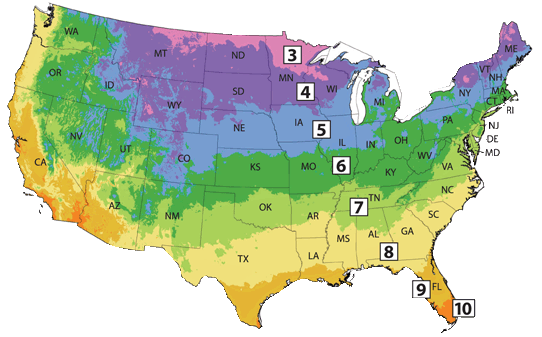 WA
MT
ND
3
ME
OR
ID
MN
4
VT
NH
WY
SD
WI
MI
NY
MA
CT
RI
NE
IA
5
PA
NJ
NV
UT
CO
IL
IN
OH
DE
MD
CA
KS
MO
6
WV
VA
KY
AZ
NM
OK
AR
7
TN
NC
SC
TX
MS
AL
GA
LA
8
9
FL
10